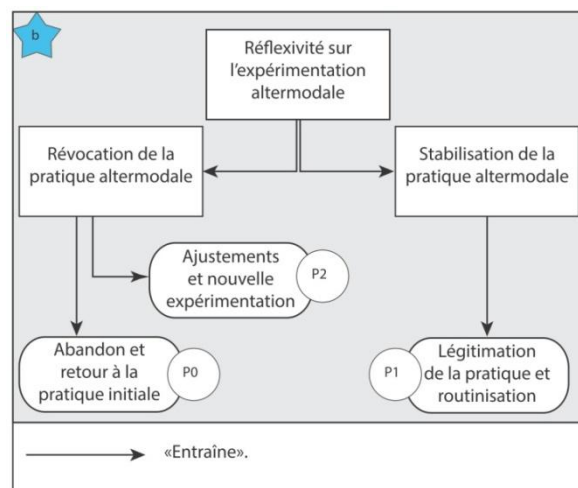 b
Réflexivité sur
l'expérimentation
altermodale
Révocation de la
pratique altermodale
Stabilisation de la
pratique altermodale
Ajustements
et nouvelle
expérimentation
P2
Abandon et
retour à la
pratique initiale
P0
P1
Légitimation
de la pratique et
routinisation
«Entraîne».